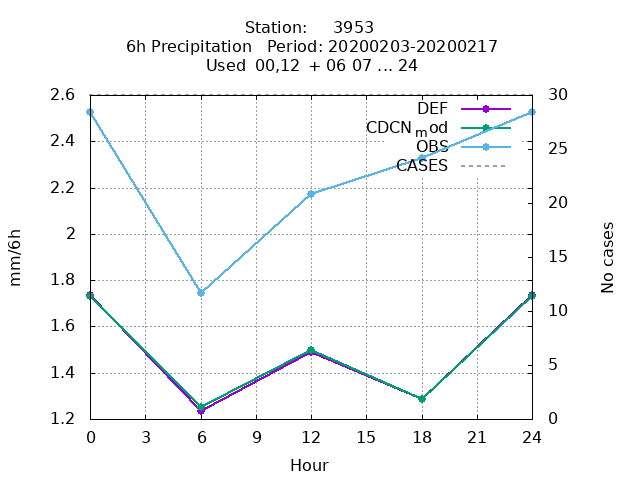 Station: 3953
6h Precipitation Period: 20200203-20200217
Used 00,12 + 06 07 ... 24
2.6
2.4
2.2
2
1.8
1.6
1.4
1.2
mm/6h
30
25
20
15
10
5
0
No cases
DEF
CDCNmod
OBS
CASES
0 3 6 9 12 15 18 21 24
Hour